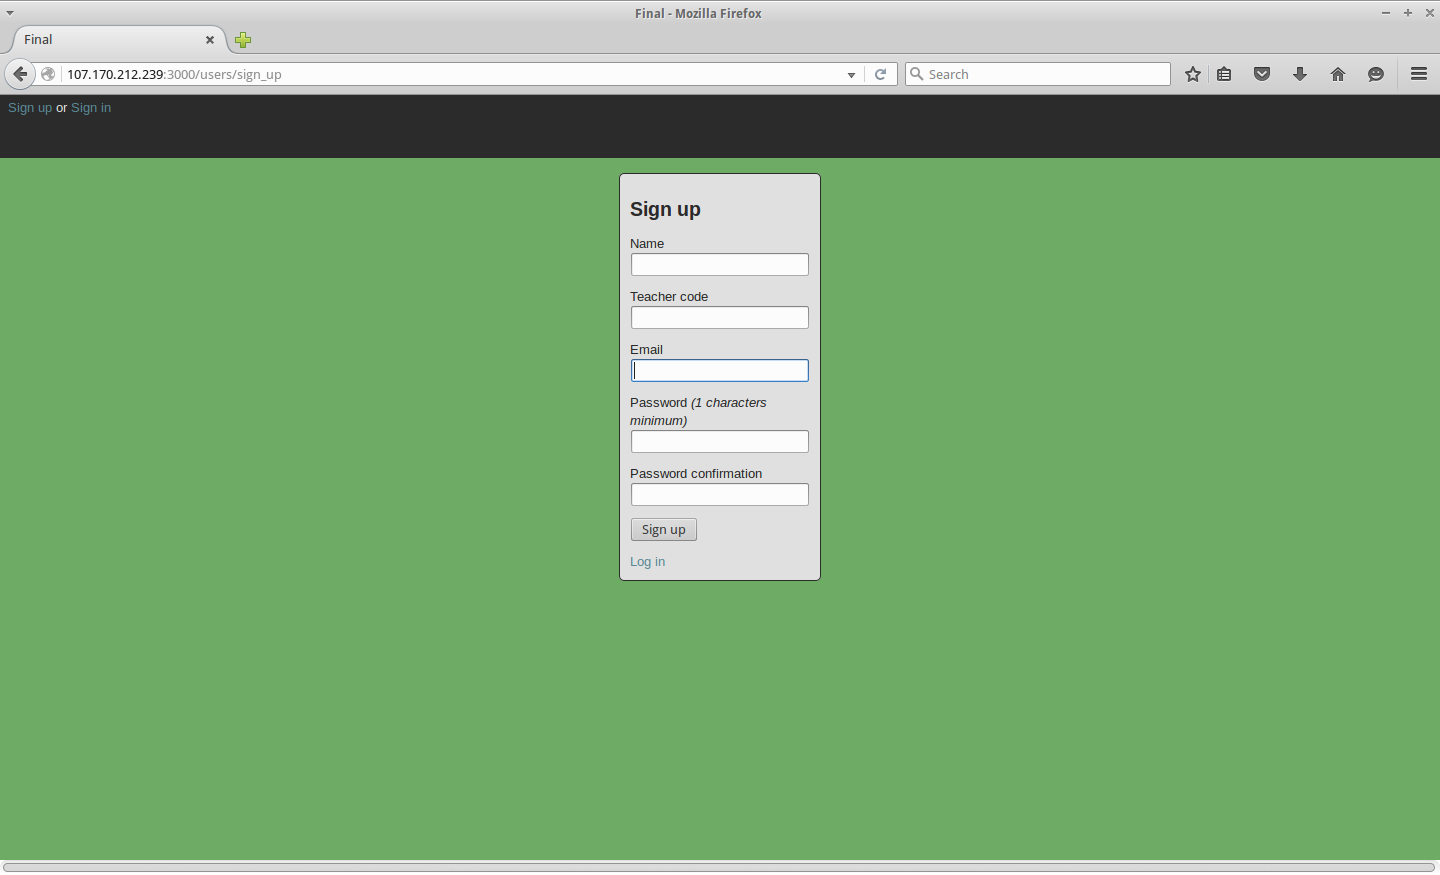 Final - Mozilla Firefox
Final
107.170.212.239:3000/users/sign_up
Search
Sign up or Sign in
Sign up
Name
Teacher code
Email
Password (1 characters
minimum)
Password confirmation
Sign up
Log in